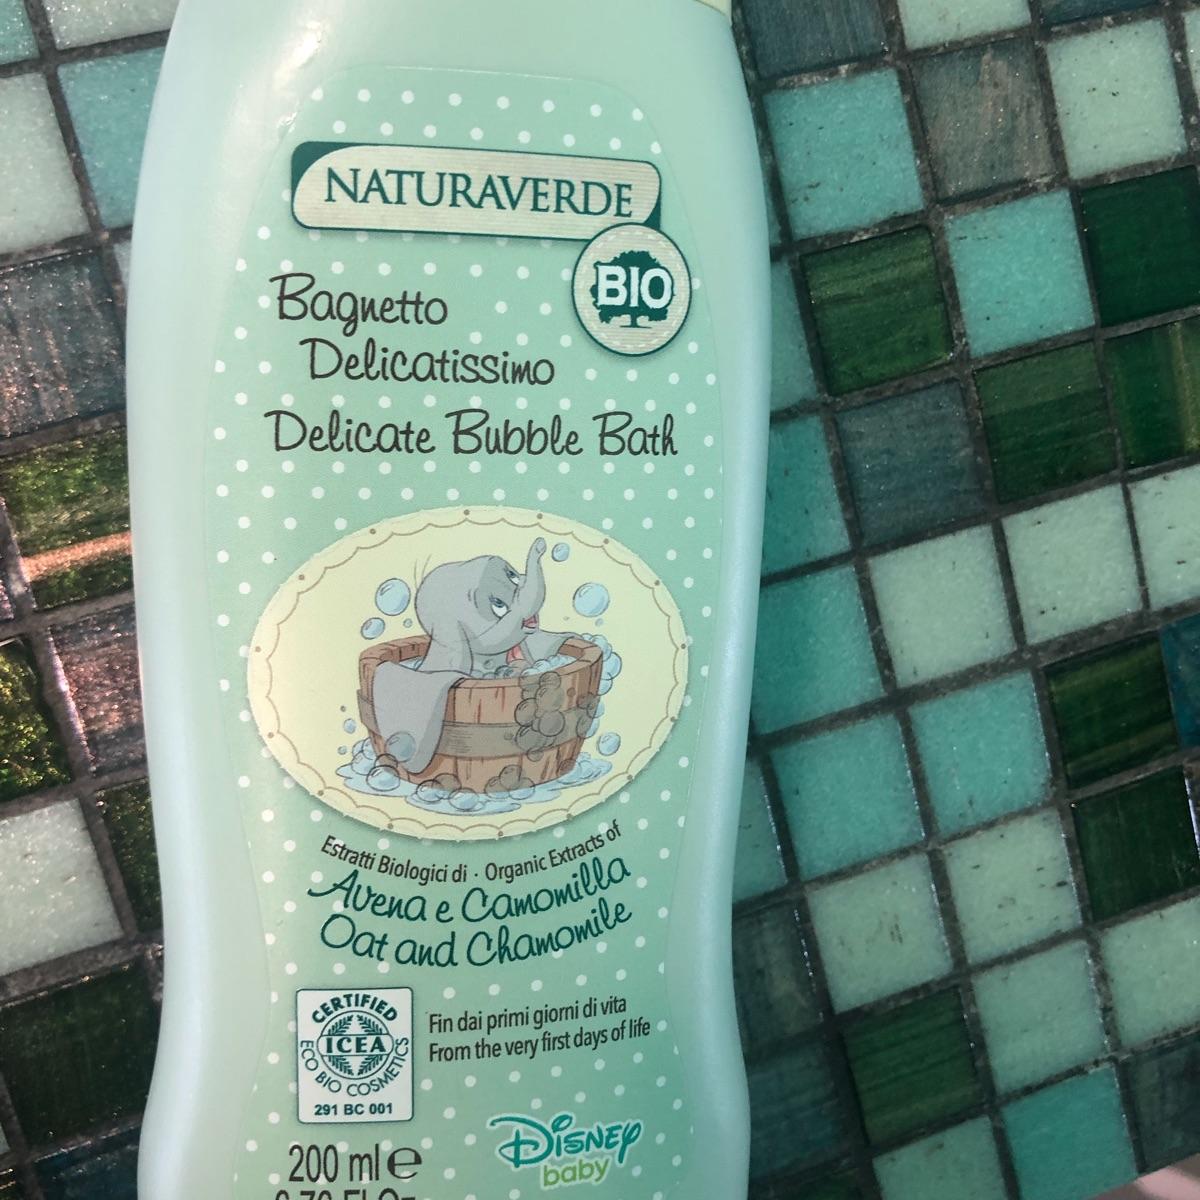 NATURAVERDE
BIO
Bagnetto
Delicatissimo
Delicate Bubble Bath
Estratti Biologici di · Organic Extracts of
Avena e Camomilla
Oat and Chamomile
CERTIFIED
ICEA
ECO BIO COSMETICS
291 BC 001
Fin dai primi giorni di vita
From the very first days of life
200 ml e
Disney
baby